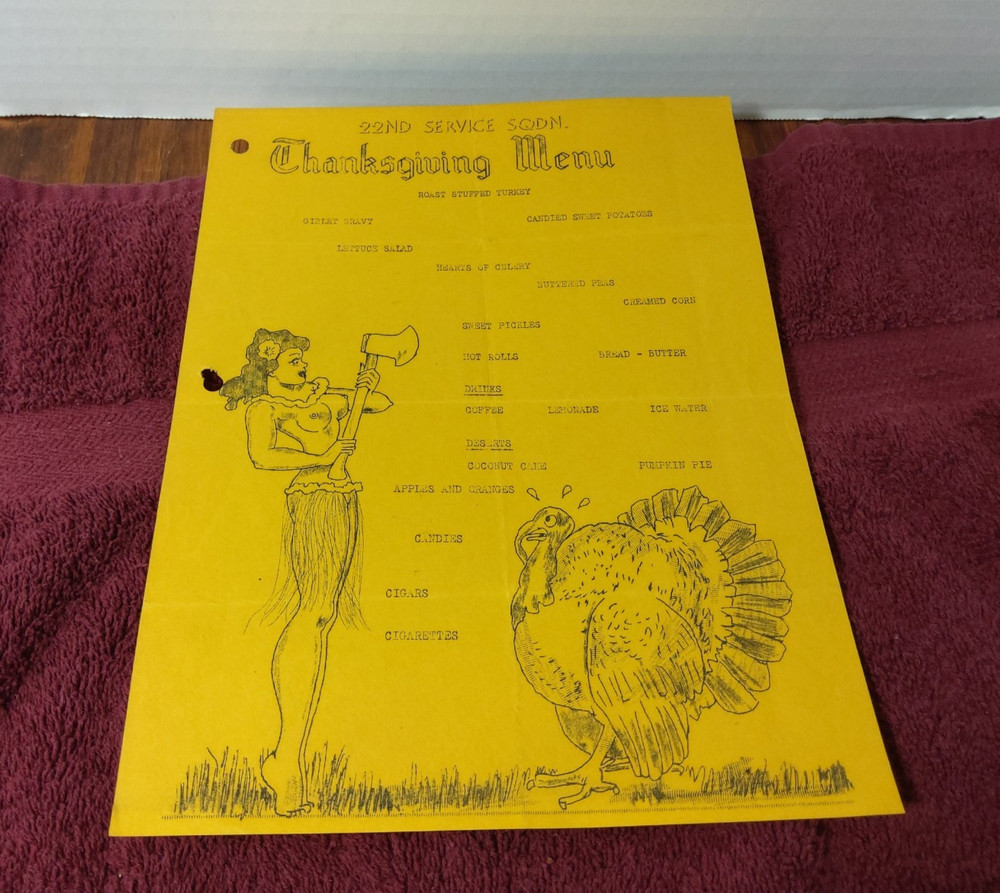 22ND SERVICE SQDN.
Thanksgiving Menu
ROAST STUFFED TURKEY
GIBLET GRAVY CANDIED SWEET POTATOES
LETTUCE SALAD
HEARTS OF CELERY
BUTTERED PEAS
CREAMED CORN
SWEET PICKLES
HOT ROLLS BREAD - BUTTER
DRINKS
COFFEE LEMONADE ICE WATER
DESERTS
COCONUT CAKE PUMPKIN PIE
APPLES AND ORANGES
CANDIES
CIGARS
CIGARETTES